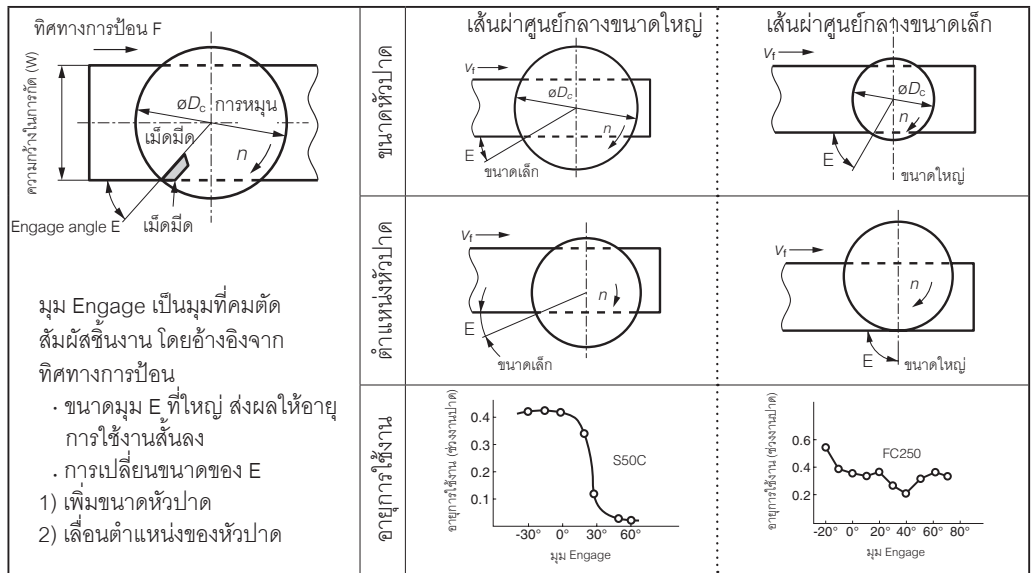 ทิศทางการป้อน F
ความกว้างในการกัด (W)
øDc การหมุน
เม็ดมีด
n
Engage angle E
เม็ดมีด
มุม Engage เป็นมุมที่คมตัด
สัมผัสชิ้นงาน โดยอ้างอิงจาก
ทิศทางการป้อน
· ขนาดมุม E ที่ใหญ่ ส่งผลให้อายุ
การใช้งานสั้นลง
· การเปลี่ยนขนาดของ E
1) เพิ่มขนาดหัวปาด
2) เลื่อนตำแหน่งของหัวปาด
ขนาดหัวปาด
เส้นผ่าศูนย์กลางขนาดใหญ่
Vf
øDc
n
E
ขนาดเล็ก
เส้นผ่าศูนย์กลางขนาดเล็ก
Vf
øDc
n
E
ขนาดใหญ่
ตำแหน่งหัวปาด
Vf
n
E
ขนาดเล็ก
Vf
n
E
ขนาดใหญ่
อายุการใช้งาน
อายุการใช้งาน (ช่วงงานปาด)
0.4
0.3
0.2
0.1
S50C
-30° 0° 30° 60°
มุม Engage
อายุการใช้งาน (ช่วงงานปาด)
0.6
0.4
0.2
FC250
-20° 0° 20° 40° 60° 80°
มุม Engage